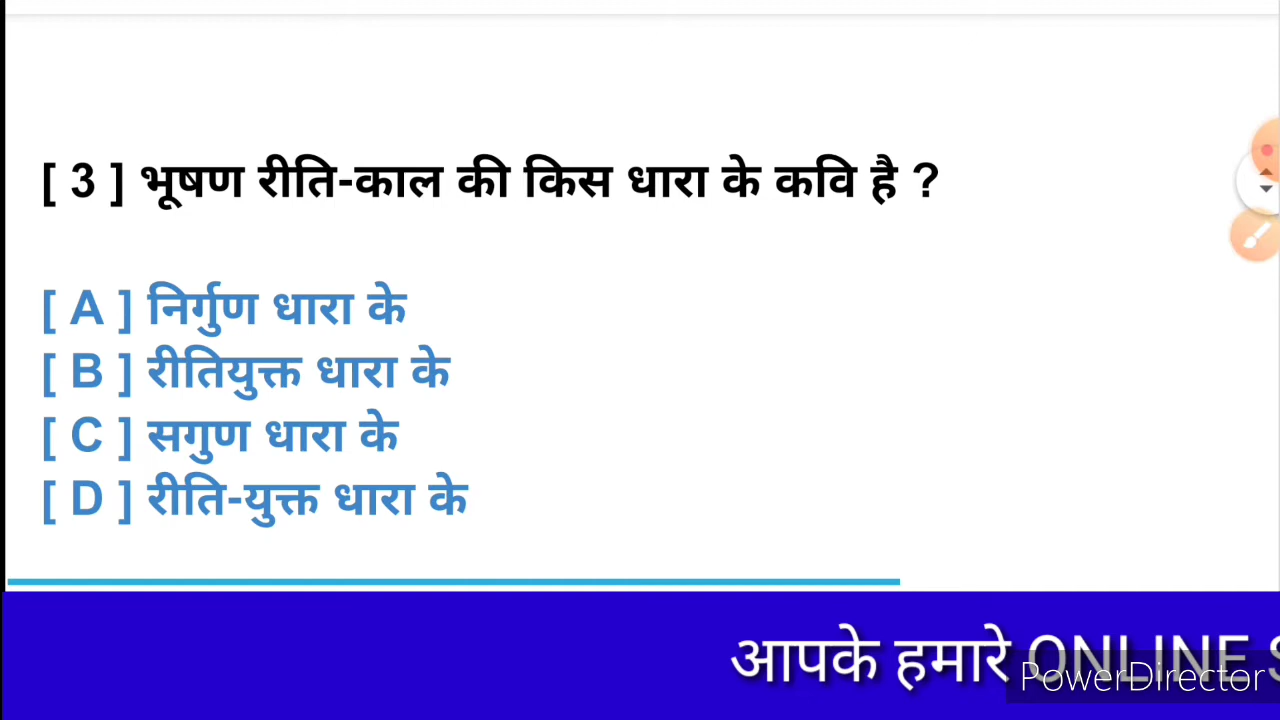 [ 3 ] भूषण रीति-काल की किस धारा के कवि है ?
[ A ] निर्गुण धारा के
[ B ] रीतियुक्त धारा के
[ C ] सगुण धारा के
[ D ] रीति-युक्त धारा के
आपके हमारे ONLINE S
PowerDirector